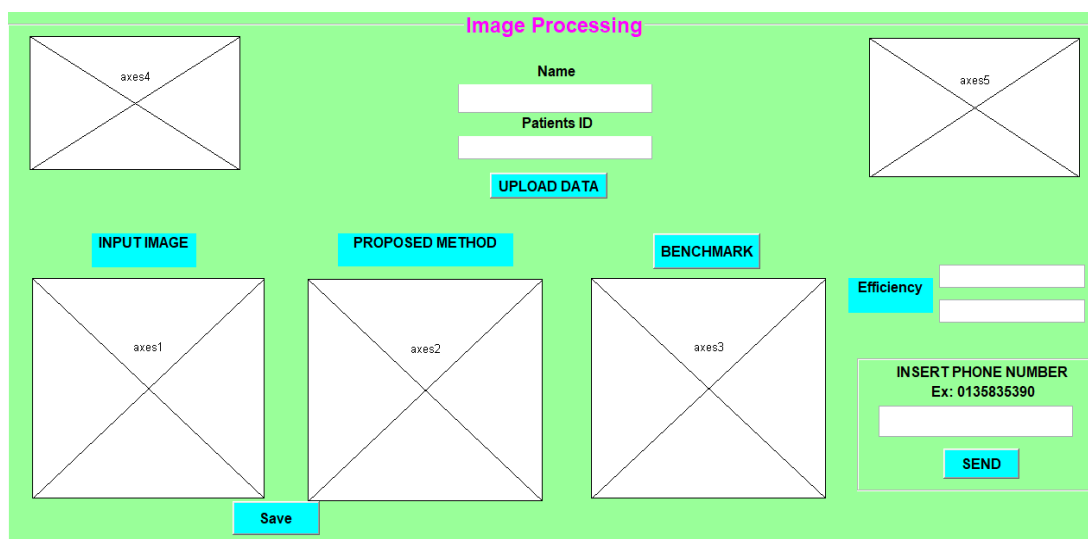 Image Processing
axes4
Name
axes5
Patients ID
UPLOAD DATA
INPUT IMAGE
PROPOSED METHOD
BENCHMARK
Efficiency
axes1
axes2
axes3
INSERT PHONE NUMBER
Ex: 0135835390
SEND
Save